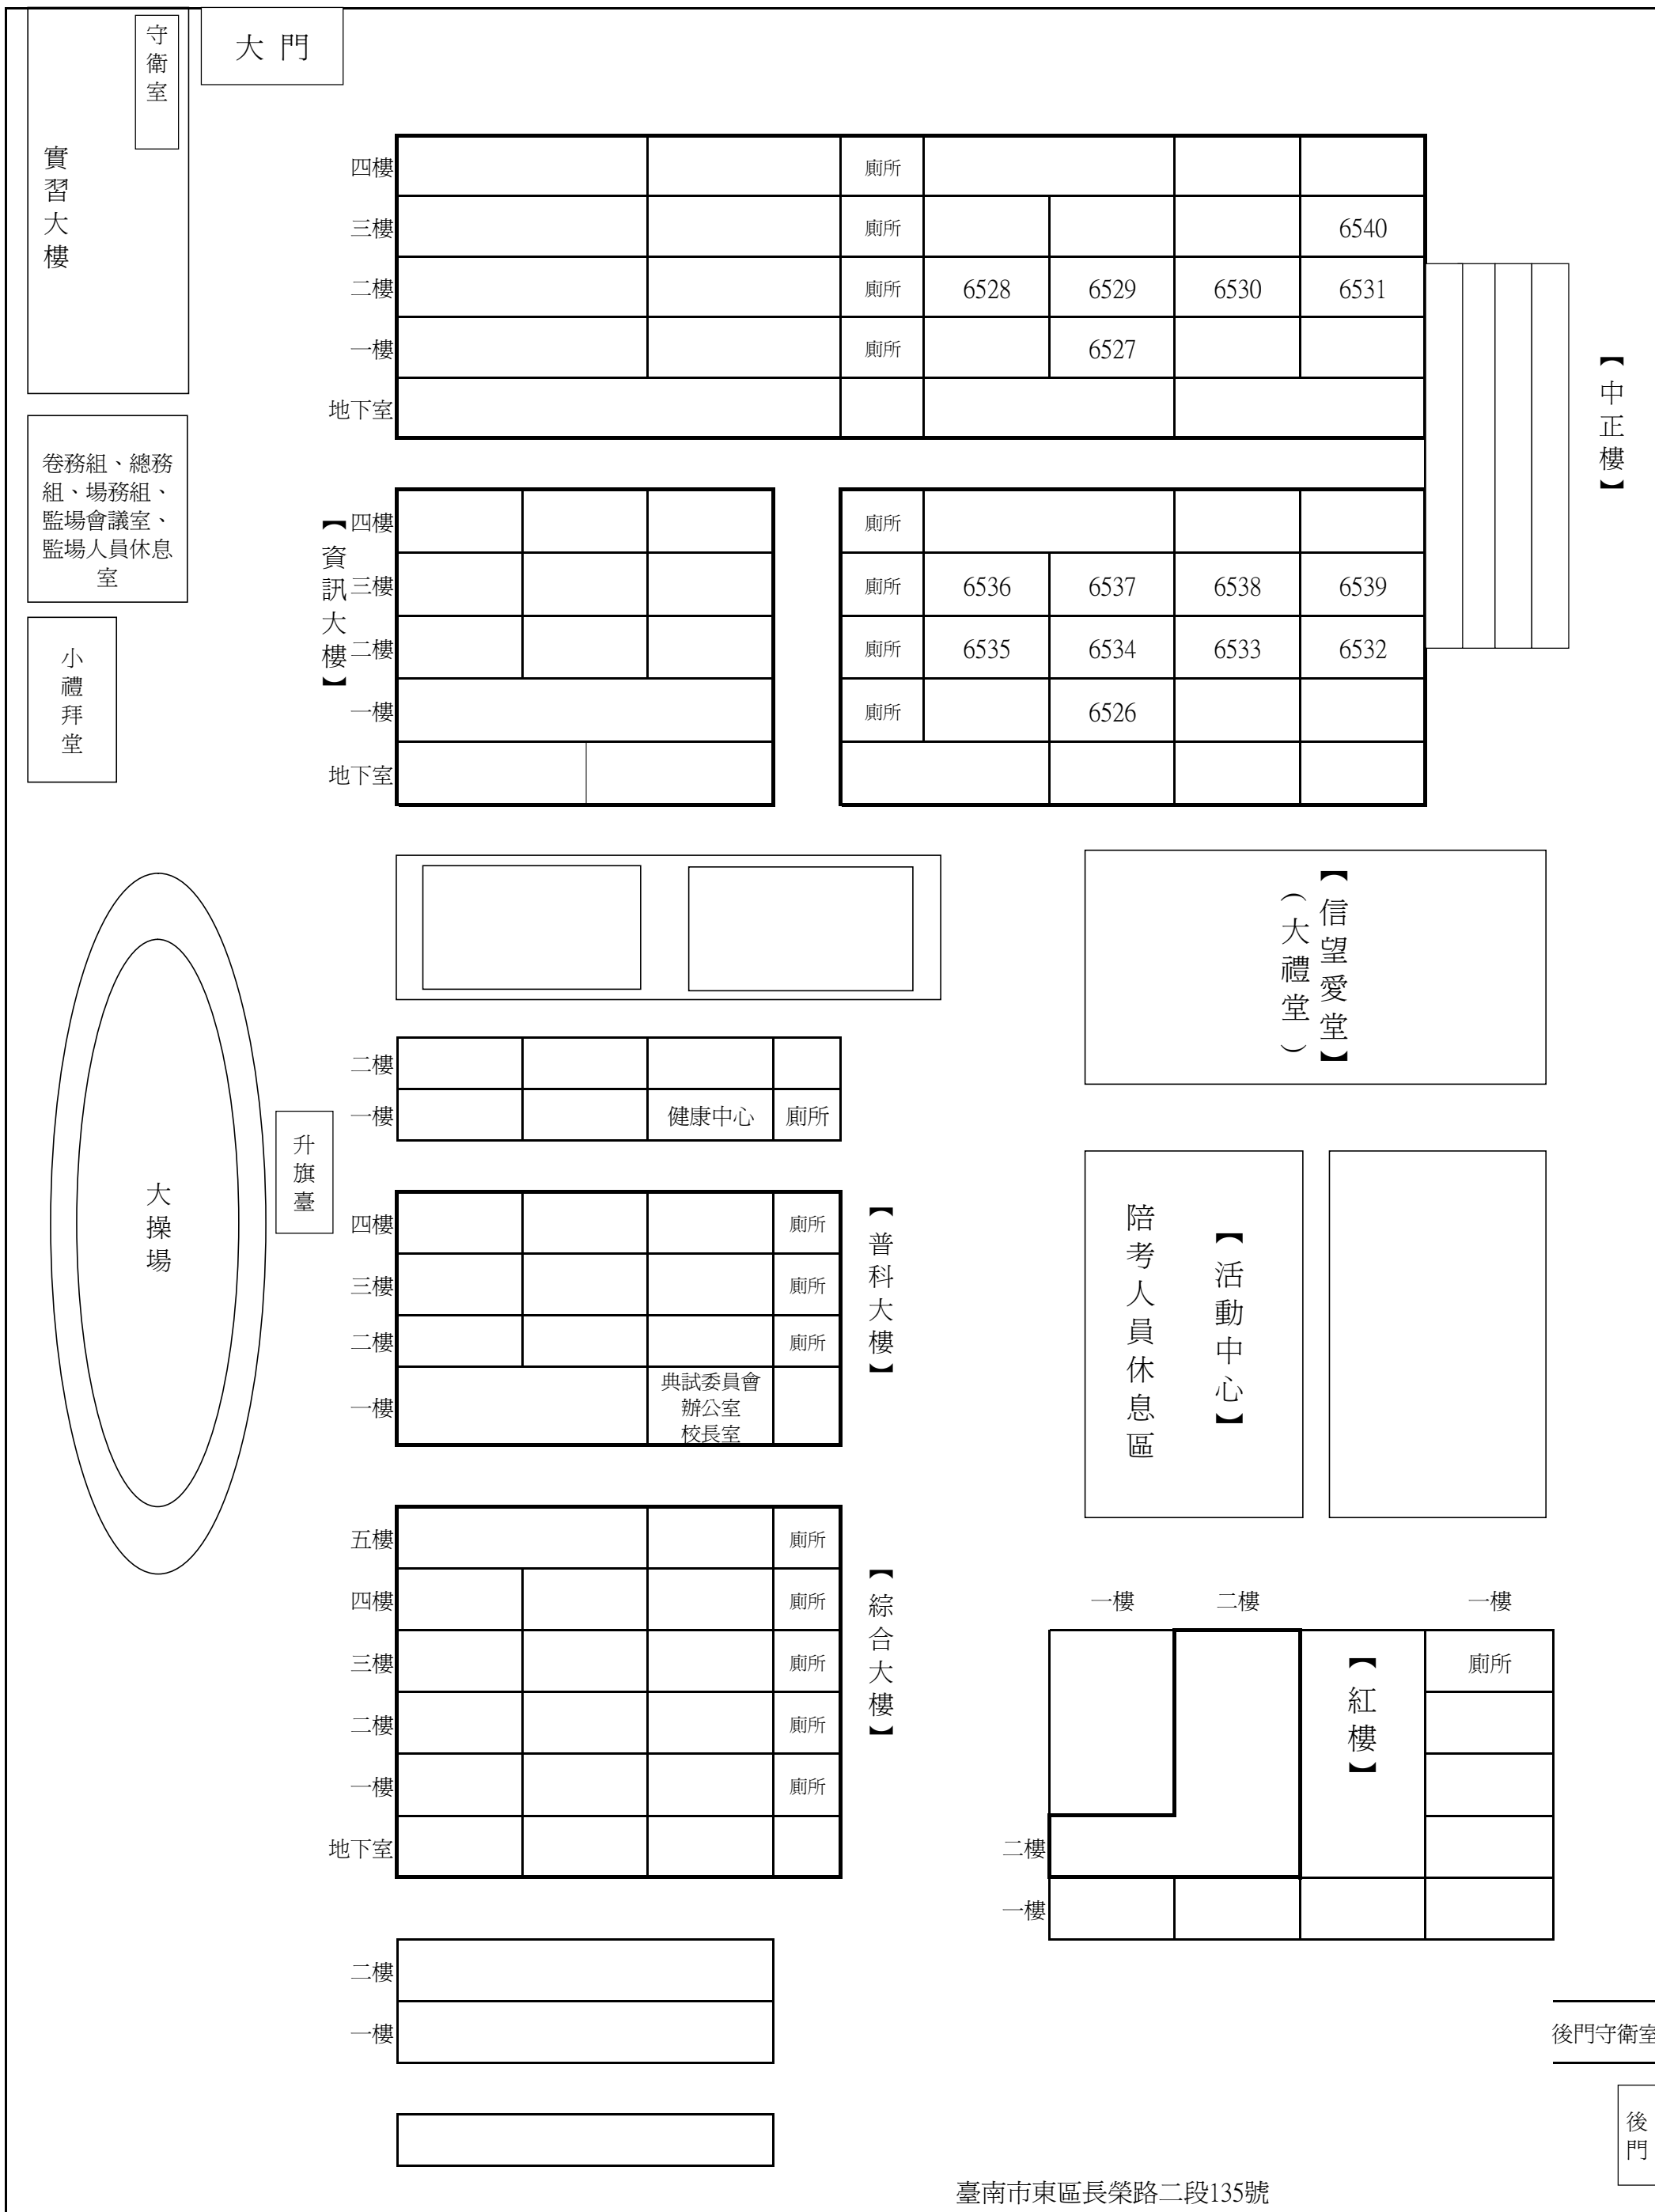 守衛室
大門
實習大樓
四樓 廁所
三樓 廁所 6540
二樓 廁所 6528 6529 6530 6531
一樓 廁所 6527
地下室
【中正樓】
卷務組、總務
組、場務組、
監場會議室、
監場人員休息
室
小禮拜堂
【資訊大樓】
四樓 廁所
三樓 廁所 6536 6537 6538 6539
二樓 廁所 6535 6534 6533 6532
一樓 廁所 6526
地下室
【信望愛堂】
（大禮堂）
二樓
一樓 健康中心 廁所
升旗臺
大操場
四樓 廁所
三樓 廁所
二樓 廁所
一樓 典試委員會
辦公室
校長室
【普科大樓】
【活動中心】
陪考人員休息區
五樓 廁所
四樓 廁所
三樓 廁所
二樓 廁所
一樓 廁所
地下室
【綜合大樓】
一樓 二樓 一樓
【紅樓】
廁所
二樓
一樓
二樓
一樓
後門守衛室
後門
臺南市東區長榮路二段135號